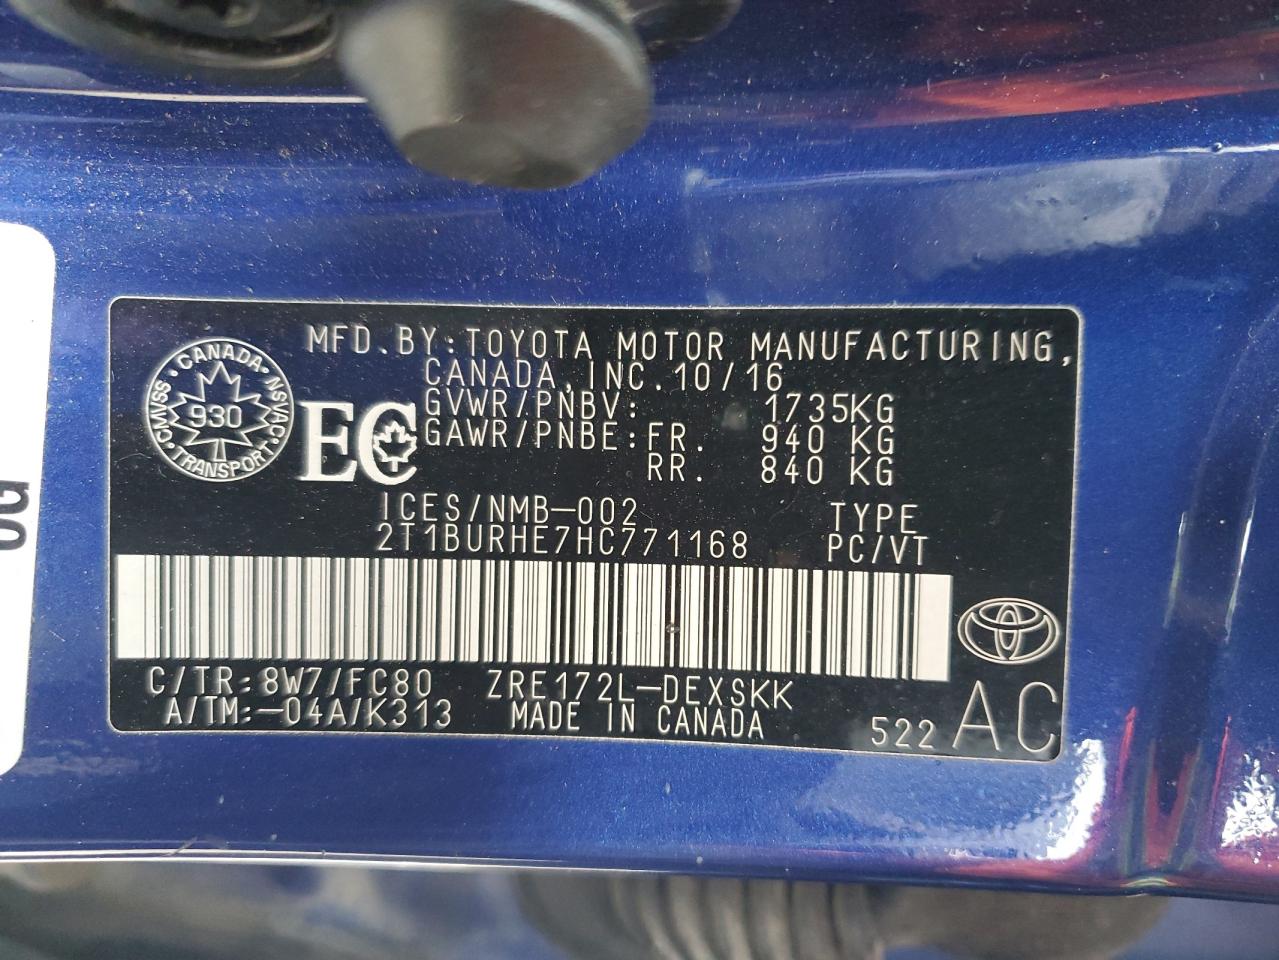 MFD.BY:TOYOTA MOTOR MANUFACTURING,
CANADA,INC.10/16
GVWR/PNBV: 1735KG
GAWR/PNBE:FR. 940 KG
RR. 840 KG
CANADA
CMVSS 930 NSVAC
TRANSPORT
EC
ICES/NMB-002 TYPE
2T1BURHE7HC771168 PC/VT
C/TR:8W7/FC80 ZRE172L-DEXSKK
A/TM:-04A/K313 MADE IN CANADA 522 AC